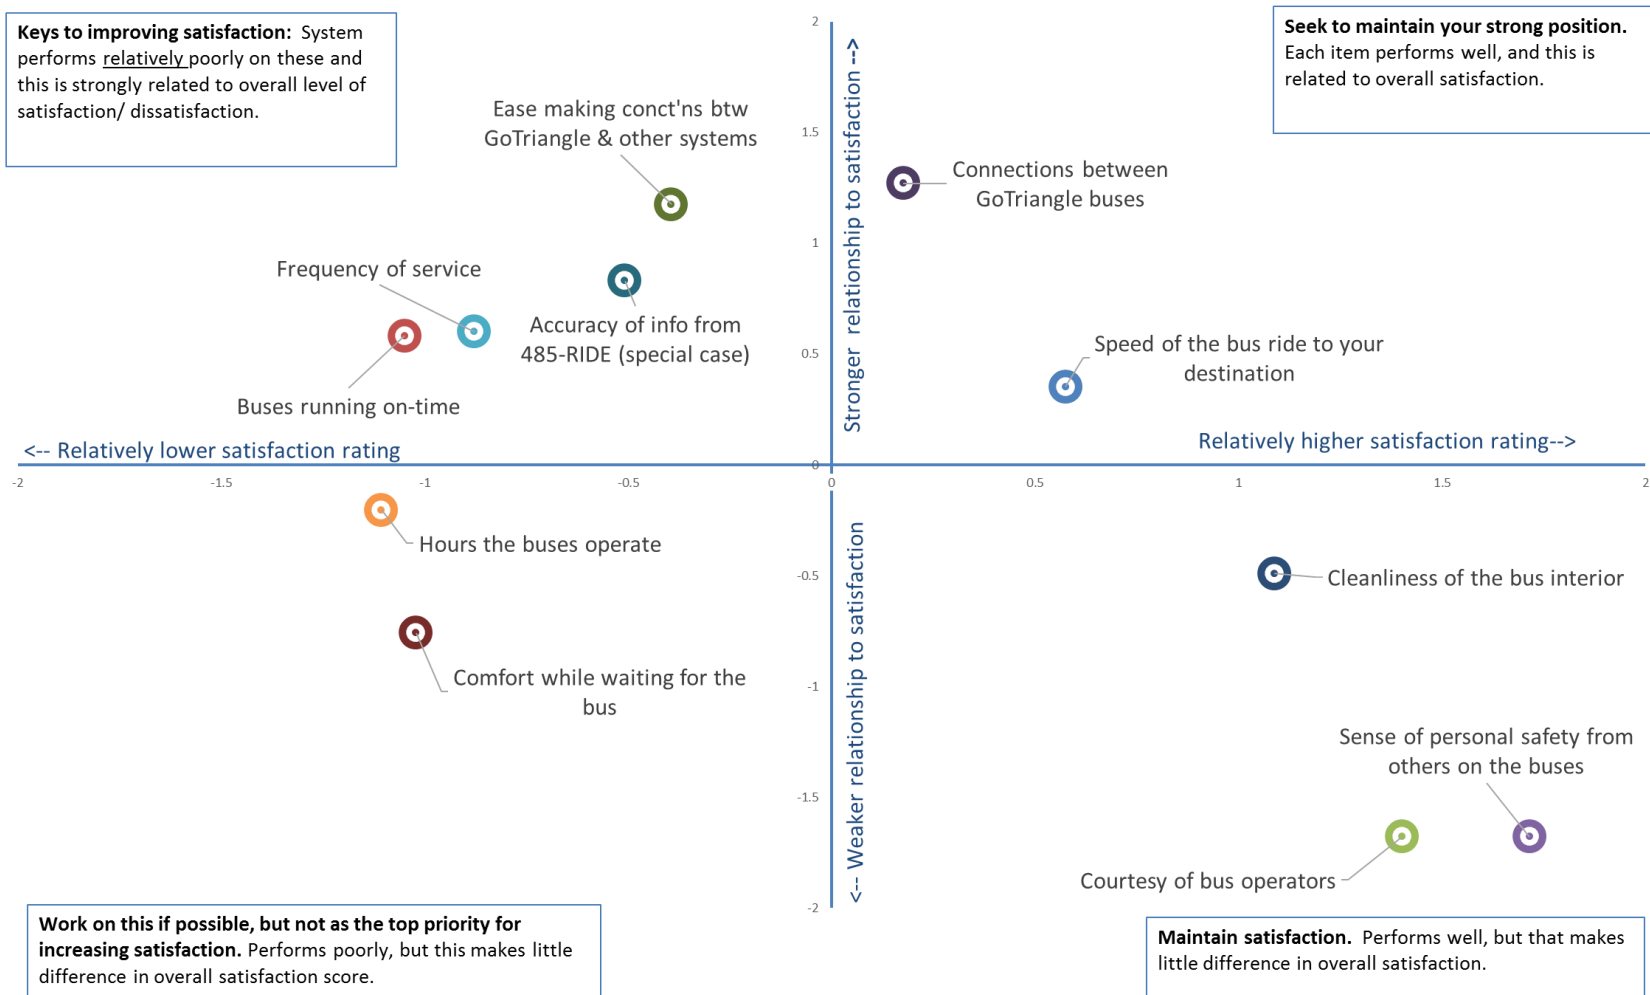 Keys to improving satisfaction: System
performs relatively poorly on these and
this is strongly related to overall level of
satisfaction/ dissatisfaction.
Seek to maintain your strong position.
Each item performs well, and this is
related to overall satisfaction.
2
1.5
1
0.5
0
-0.5
-1
-1.5
-2
Stronger relationship to satisfaction -->
<-- Weaker relationship to satisfaction
Ease making conct'ns btw
GoTriangle & other systems
Connections between
GoTriangle buses
Frequency of service
Accuracy of info from
485-RIDE (special case)
Speed of the bus ride to your
destination
Buses running on-time
<-- Relatively lower satisfaction rating
Relatively higher satisfaction rating-->
-2
-1.5
-1
-0.5
0
0.5
1
1.5
2
Hours the buses operate
Cleanliness of the bus interior
Comfort while waiting for the
bus
Sense of personal safety from
others on the buses
Courtesy of bus operators
Work on this if possible, but not as the top priority for
increasing satisfaction. Performs poorly, but this makes little
difference in overall satisfaction score.
Maintain satisfaction. Performs well, but that makes
little difference in overall satisfaction.